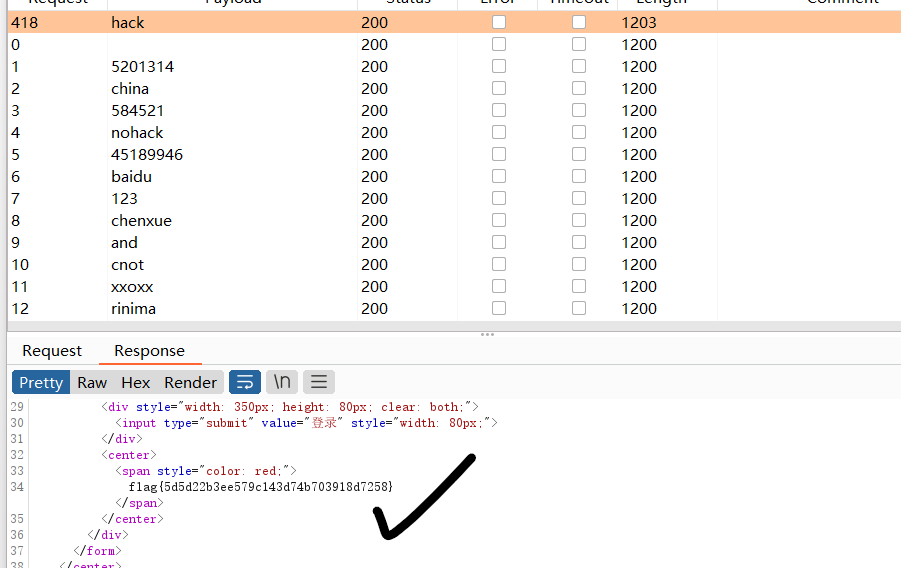 Request Payload Status Error Timeout Length Comment
418 hack 200 1203
0 200 1200
1 5201314 200 1200
2 china 200 1200
3 584521 200 1200
4 nohack 200 1200
5 45189946 200 1200
6 baidu 200 1200
7 123 200 1200
8 chenxue 200 1200
9 and 200 1200
10 cnot 200 1200
11 xxoxx 200 1200
12 rinima 200 1200
Request Response
Pretty Raw Hex Render \n
29 <div style="width: 350px; height: 80px; clear: both;">
30 <input type="submit" value="登录" style="width: 80px;">
31 </div>
32 <center>
33 <span style="color: red;">
34 flag{5d5d22b3ee579c143d74b703918d7258}
</span>
35 </center>
36 </div>
37 </form>
38 </center>